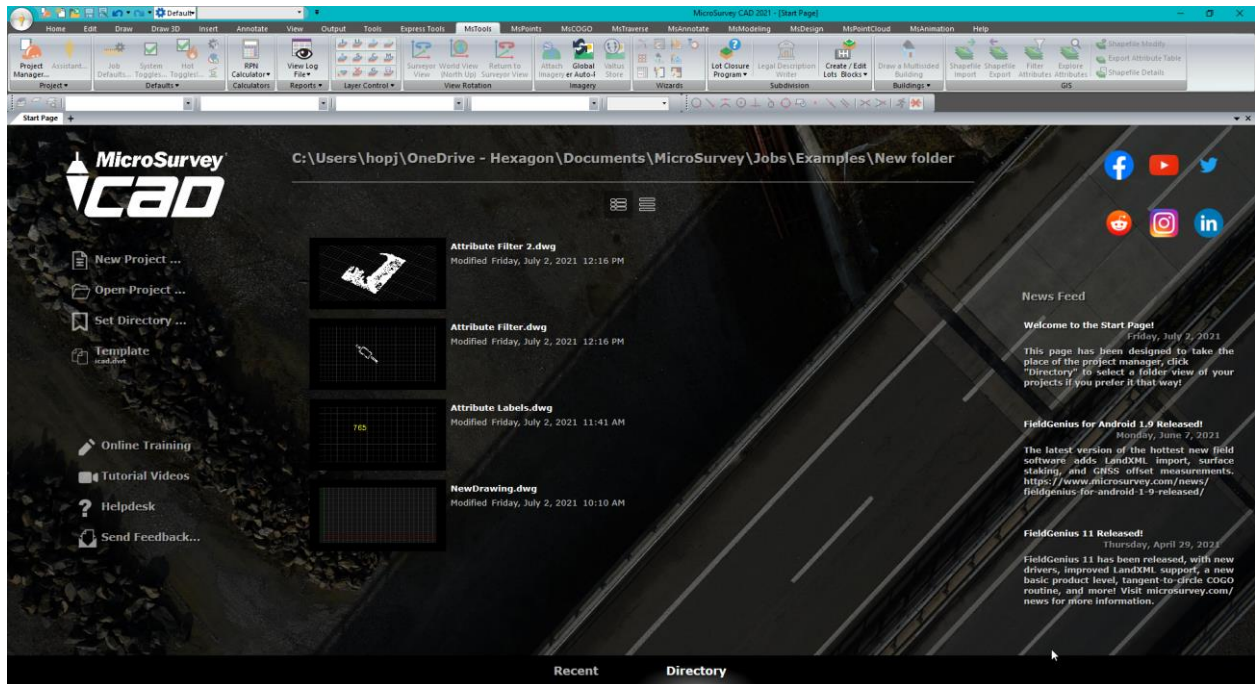 Default
MicroSurvey CAD 2021 - [Start Page]
Home Edit Draw Draw 3D Insert Annotate View Output Tools Express Tools MsTools MsPoints MsCOGO MsTraverse MsAnnotate MsModeling MsDesign MsPointCloud MsAnimation Help
Project Manager... Assistant... Job Defaults... System Toggles... Hot Toggles!... RPN Calculator View Log File Surveyor View World View (North Up) Return to Surveyor View Attach Imagery Global er Auto-I Valtus Store Lot Closure Program Legal Description Writer Create / Edit Lots Blocks Draw a Multisided Building Shapefile Import Shapefile Export Filter Attributes Explore Attributes Shapefile Modify
Export Attribute Table
Shapefile Details
Project Defaults Calculators Reports Layer Control View Rotation Imagery Wizards Subdivision Buildings GIS
Start Page +
MicroSurvey
CAD
C:\Users\hopj\OneDrive - Hexagon\Documents\MicroSurvey\Jobs\Examples\New folder
New Project ...
Open Project ...
Set Directory ...
Template
icad.dwt
Online Training
Tutorial Videos
Helpdesk
Send Feedback...
Attribute Filter 2.dwg
Modified Friday, July 2, 2021 12:16 PM
Attribute Filter.dwg
Modified Friday, July 2, 2021 12:16 PM
765
Attribute Labels.dwg
Modified Friday, July 2, 2021 11:41 AM
NewDrawing.dwg
Modified Friday, July 2, 2021 10:10 AM
in
News Feed
Welcome to the Start Page!
Friday, July 2, 2021
This page has been designed to take the
place of the project manager, click
"Directory" to select a folder view of your
projects if you prefer it that way!
FieldGenius for Android 1.9 Released!
Monday, June 7, 2021
The latest version of the hottest new field
software adds LandXML import, surface
staking, and GNSS offset measurements.
https://www.microsurvey.com/news/
fieldgenius-for-android-1-9-released/
FieldGenius 11 Released!
Thursday, April 29, 2021
FieldGenius 11 has been released, with new
drivers, improved LandXML support, a new
basic product level, tangent-to-circle COGO
routine, and more! Visit microsurvey.com/
news for more information.
Recent Directory